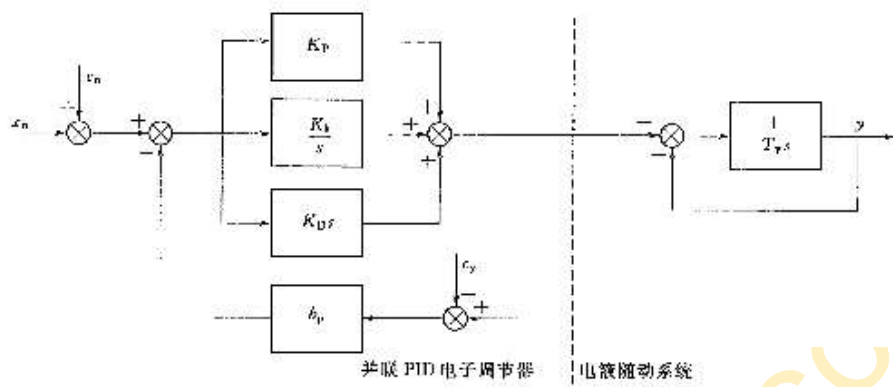 K_P
c_n
x_n
+
−
K_I
s
+
+
+
−
−
1
T_y s
y
K_D s
c_y
−
+
b_p
并联 PID 电子调节器
电液随动系统